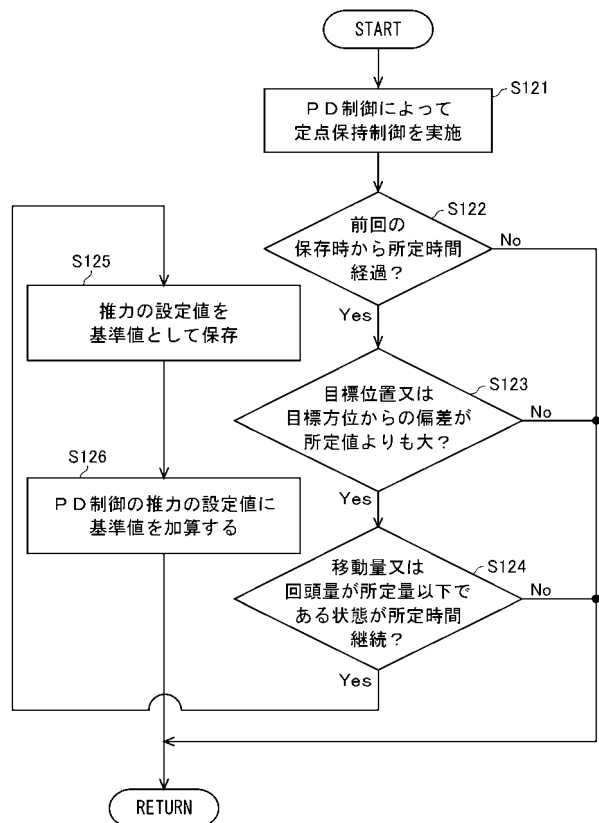 START
S121
ＰＤ制御によって
定点保持制御を実施
S122
前回の
保存時から所定時間
経過？
No
Yes
S123
目標位置又は
目標方位からの偏差が
所定値よりも大？
No
Yes
S124
移動量又は
回頭量が所定量以下で
ある状態が所定時間
継続？
No
Yes
S125
推力の設定値を
基準値として保存
S126
ＰＤ制御の推力の設定値に
基準値を加算する
RETURN